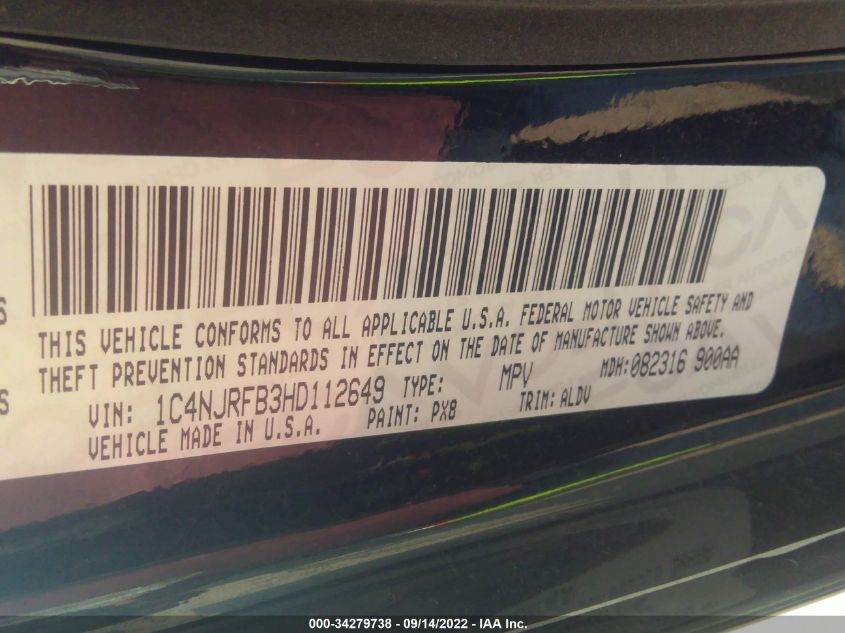 THIS VEHICLE CONFORMS TO ALL APPLICABLE U.S.A. FEDERAL MOTOR VEHICLE SAFETY AND
THEFT PREVENTION STANDARDS IN EFFECT ON THE DATE OF MANUFACTURE SHOWN ABOVE.
VIN: 1C4NJRFB3HD112649 TYPE: MPV MDH:082316 900AA
VEHICLE MADE IN U.S.A. PAINT: PX8 TRIM: ALDV
000-34279738 - 09/14/2022 - IAA Inc.